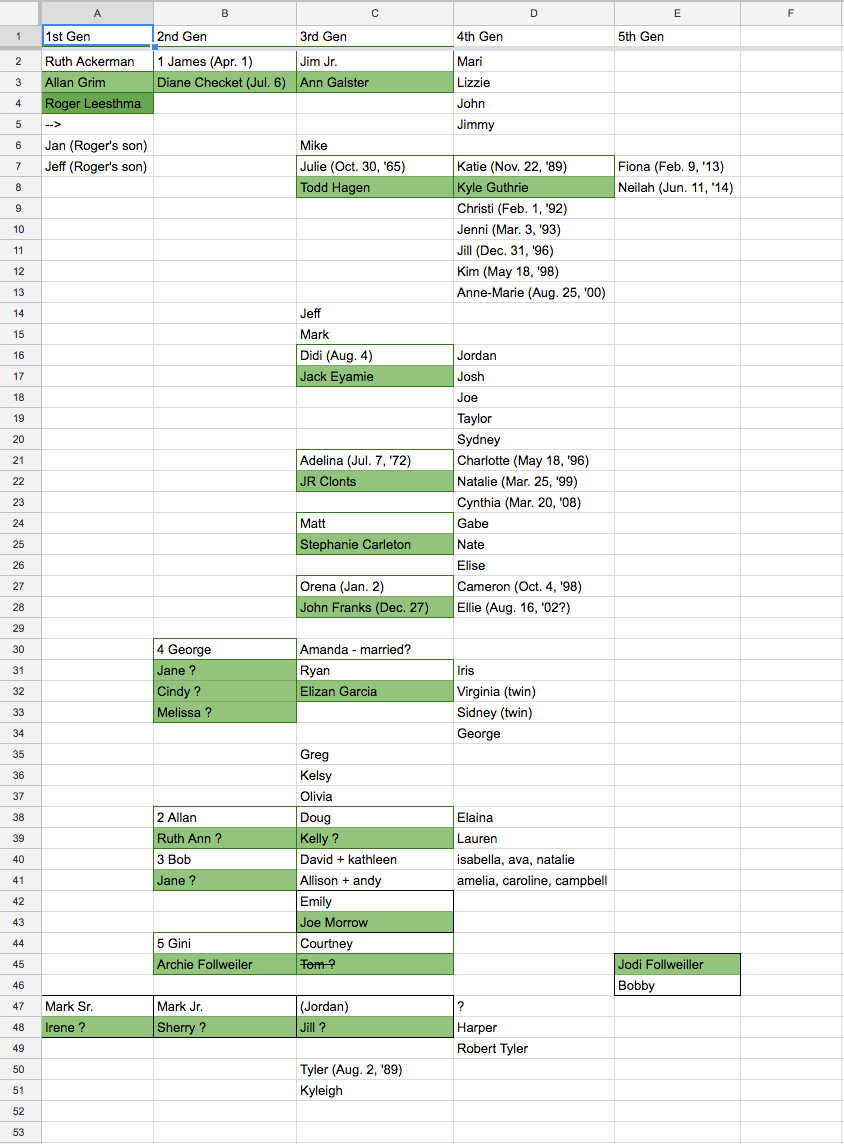 A B C D E F
1 1st Gen 2nd Gen 3rd Gen 4th Gen 5th Gen
2 Ruth Ackerman 1 James (Apr. 1) Jim Jr. Mari
3 Allan Grim Diane Checket (Jul. 6) Ann Galster Lizzie
4 Roger Leesthma John
5 --> Jimmy
6 Jan (Roger's son) Mike
7 Jeff (Roger's son) Julie (Oct. 30, '65) Katie (Nov. 22, '89) Fiona (Feb. 9, '13)
8 Todd Hagen Kyle Guthrie Neilah (Jun. 11, '14)
9 Christi (Feb. 1, '92)
10 Jenni (Mar. 3, '93)
11 Jill (Dec. 31, '96)
12 Kim (May 18, '98)
13 Anne-Marie (Aug. 25, '00)
14 Jeff
15 Mark
16 Didi (Aug. 4) Jordan
17 Jack Eyamie Josh
18 Joe
19 Taylor
20 Sydney
21 Adelina (Jul. 7, '72) Charlotte (May 18, '96)
22 JR Clonts Natalie (Mar. 25, '99)
23 Cynthia (Mar. 20, '08)
24 Matt Gabe
25 Stephanie Carleton Nate
26 Elise
27 Orena (Jan. 2) Cameron (Oct. 4, '98)
28 John Franks (Dec. 27) Ellie (Aug. 16, '02?)
29
30 4 George Amanda - married?
31 Jane ? Ryan Iris
32 Cindy ? Elizan Garcia Virginia (twin)
33 Melissa ? Sidney (twin)
34 George
35 Greg
36 Kelsy
37 Olivia
38 2 Allan Doug Elaina
39 Ruth Ann ? Kelly ? Lauren
40 3 Bob David + kathleen isabella, ava, natalie
41 Jane ? Allison + andy amelia, caroline, campbell
42 Emily
43 Joe Morrow
44 5 Gini Courtney
45 Archie Follweiler Tom ? Jodi Follweiller
46 Bobby
47 Mark Sr. Mark Jr. (Jordan) ?
48 Irene ? Sherry ? Jill ? Harper
49 Robert Tyler
50 Tyler (Aug. 2, '89)
51 Kyleigh
52
53